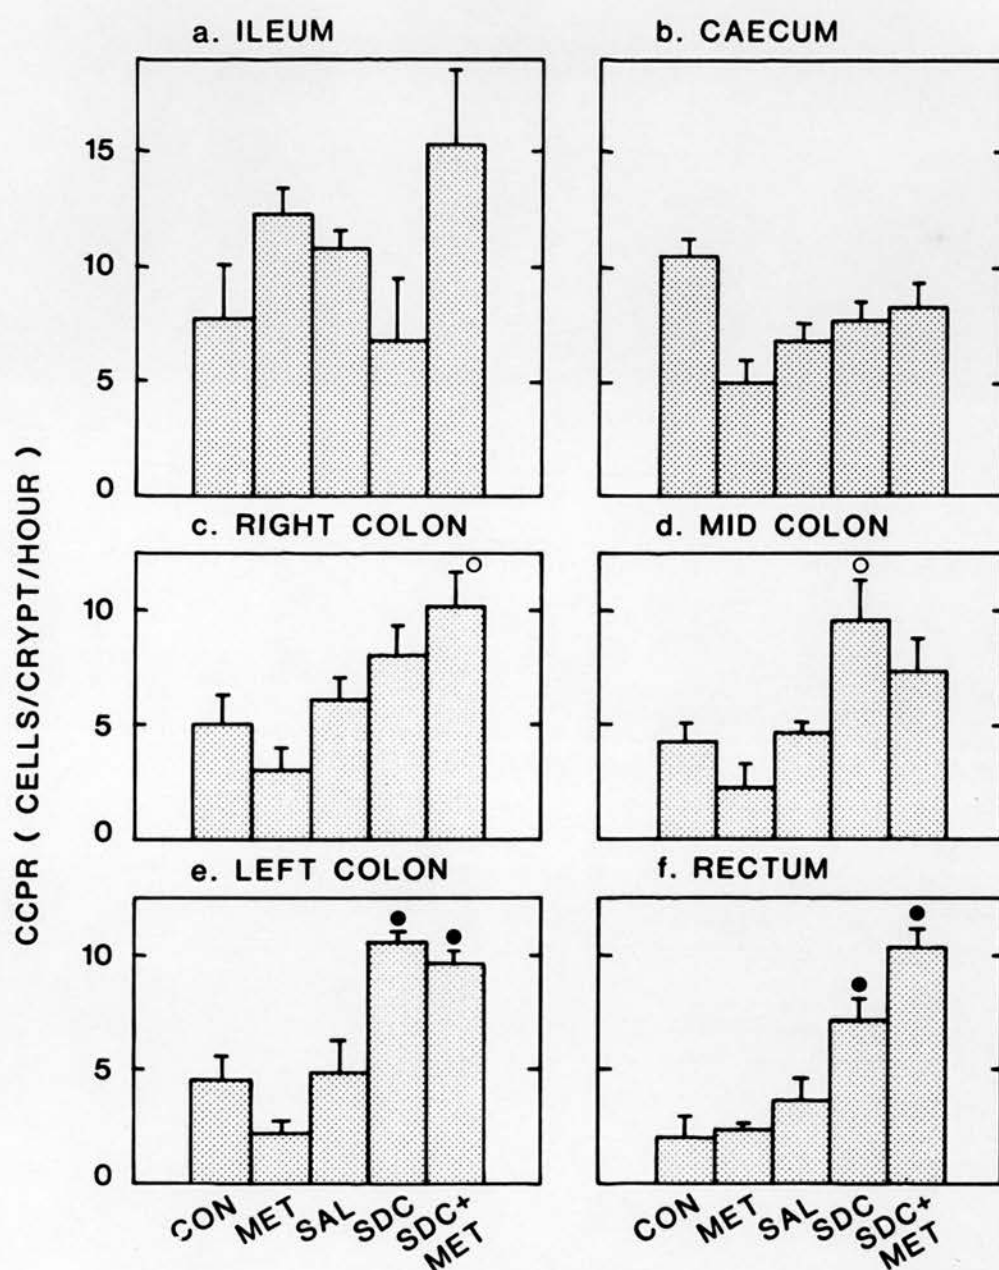 a. ILEUM
b. CAECUM
15
10
5
0
CCPR ( CELLS/CRYPT/HOUR )
c. RIGHT COLON
d. MID COLON
10
5
0
e. LEFT COLON
f. RECTUM
10
5
0
CON
MET
SAL
SDC
SDC+
MET
CON
MET
SAL
SDC
SDC+
MET